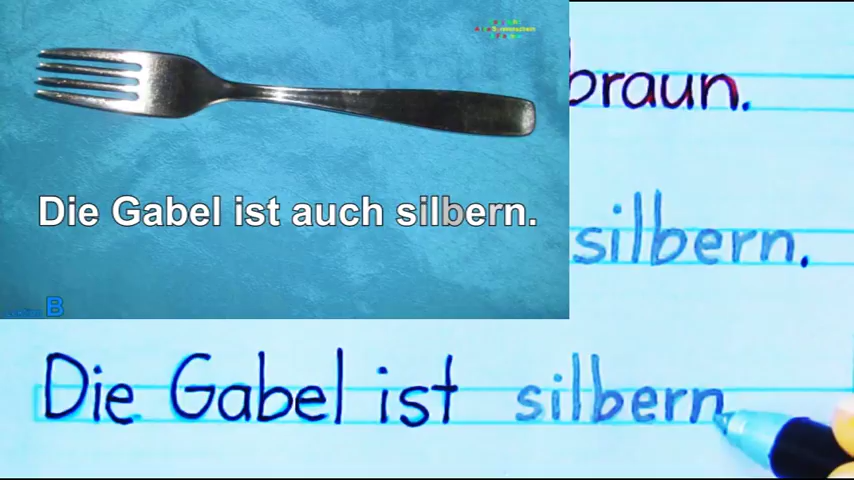 Die Gabel ist auch silbern.
B
braun.
silbern.
Die Gabel ist silbern